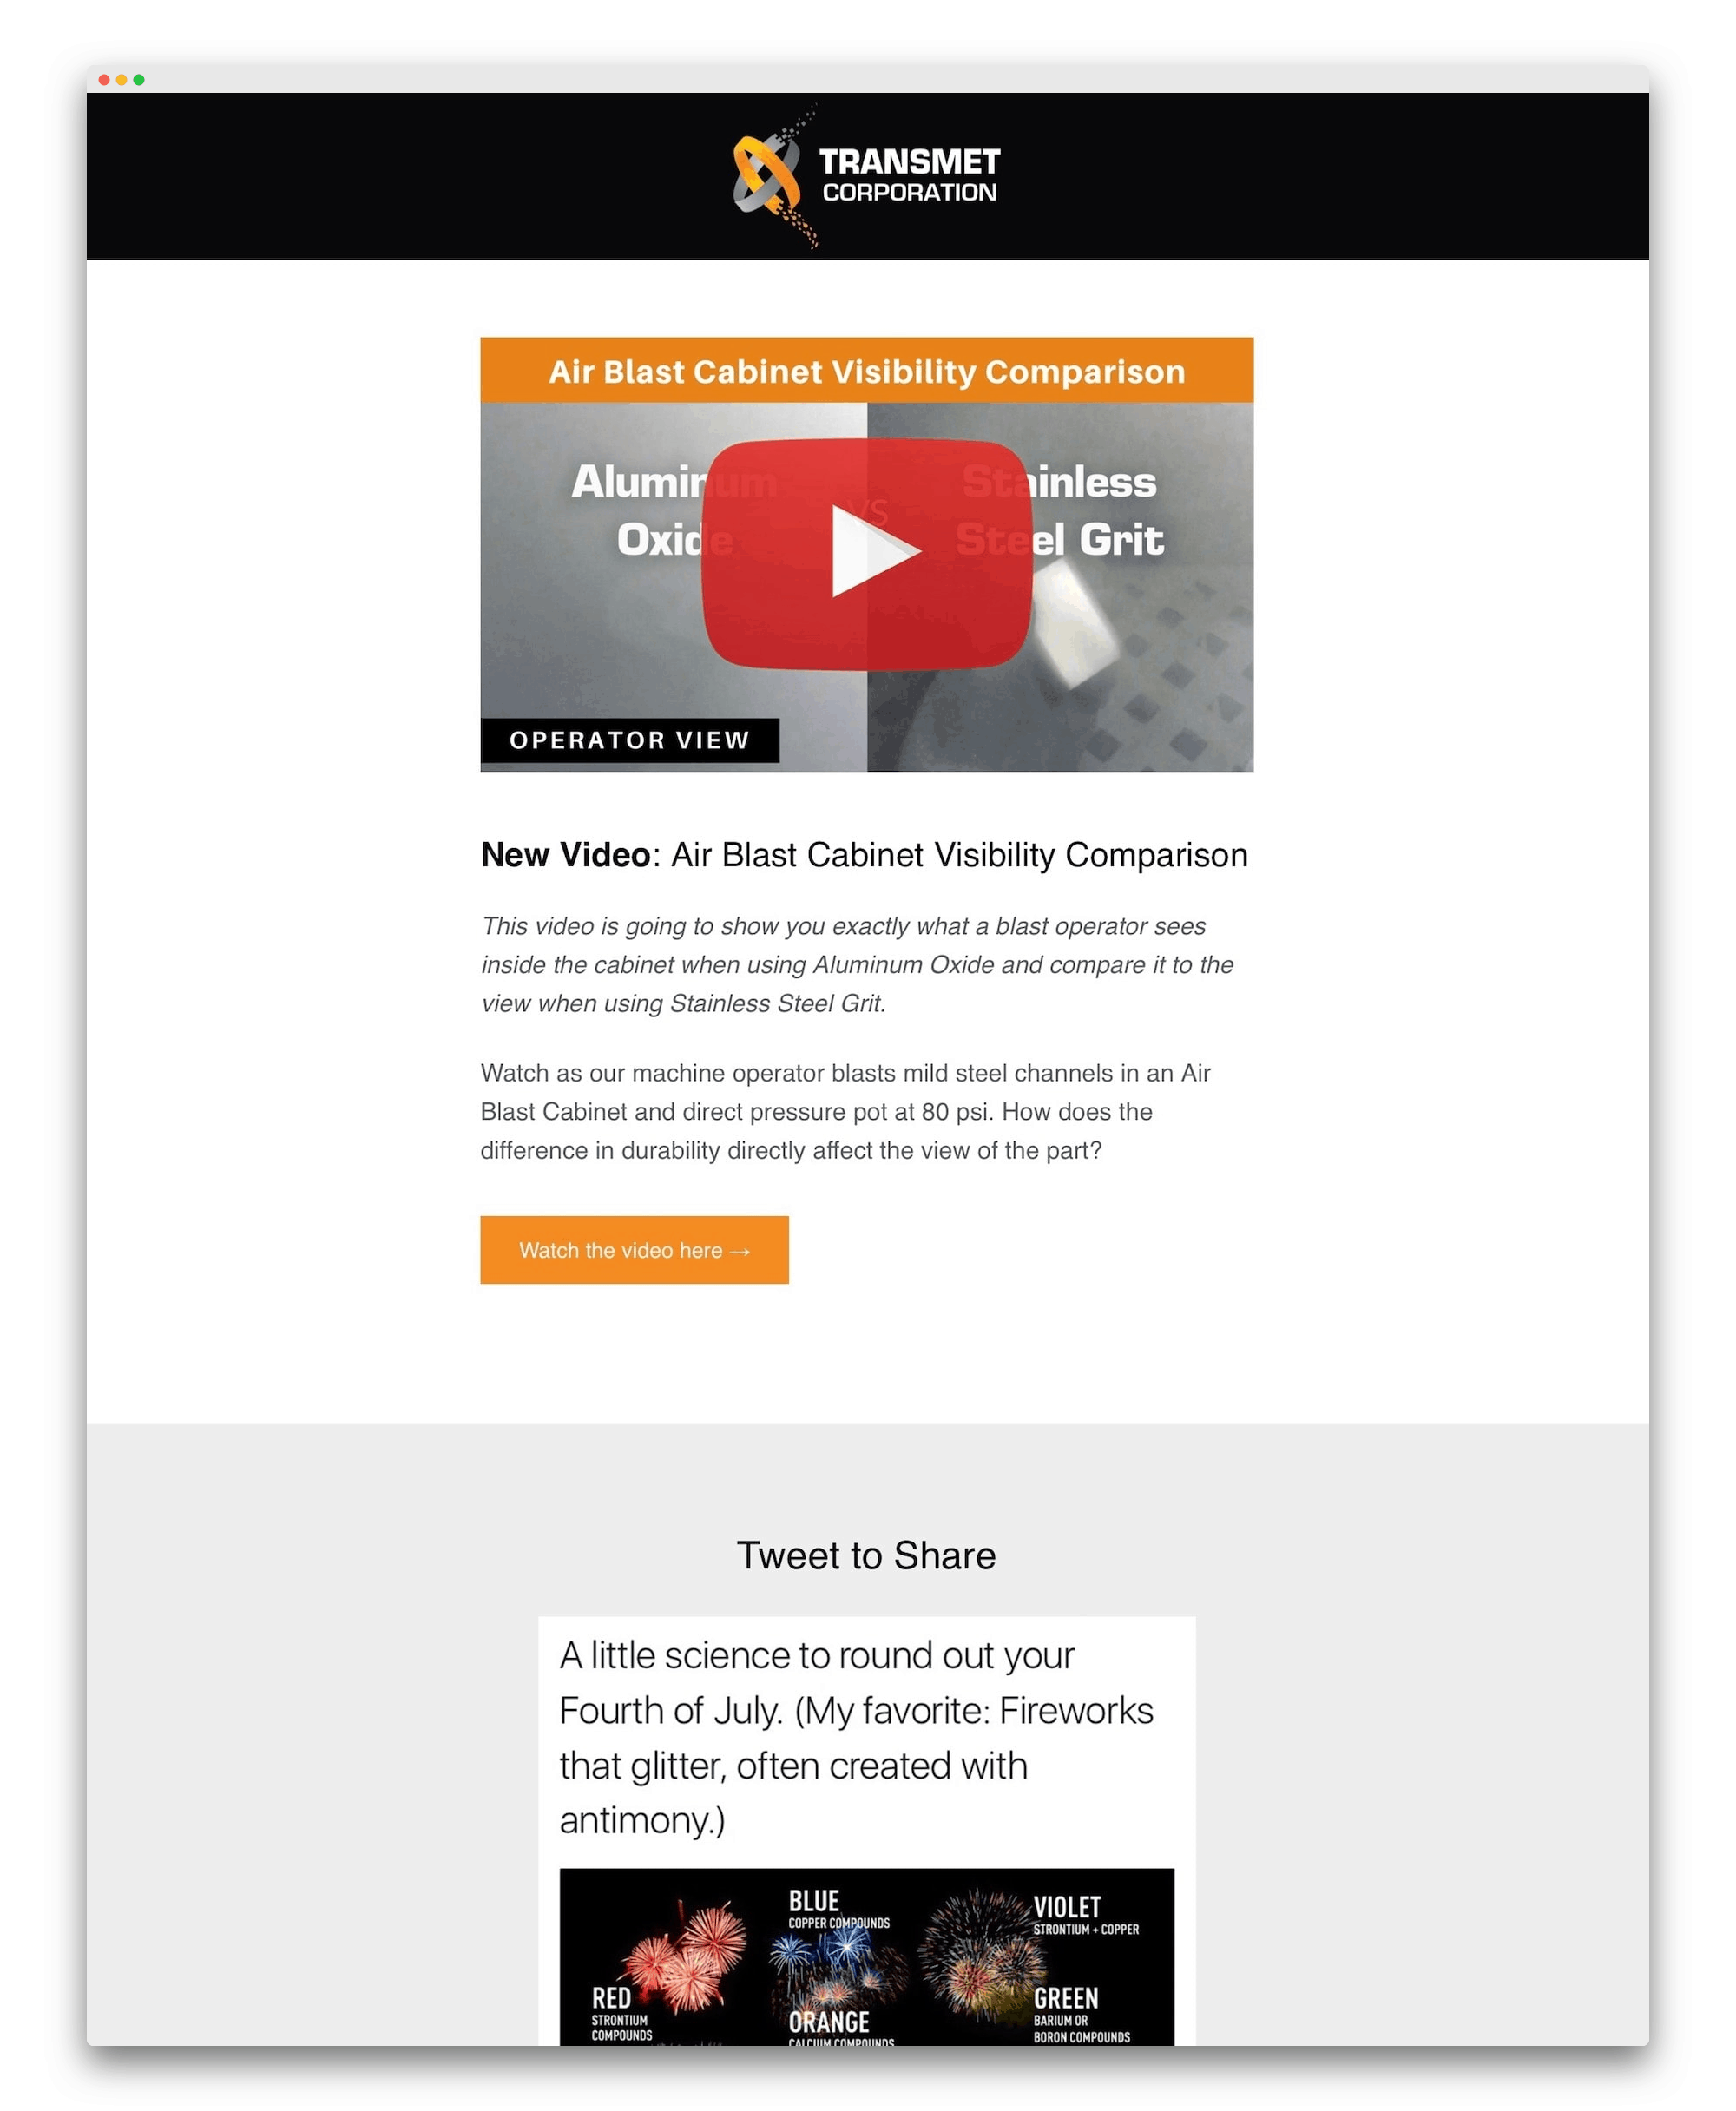 TRANSMET
CORPORATION
Air Blast Cabinet Visibility Comparison
Aluminum
Oxide
VS
Stainless
Steel Grit
OPERATOR VIEW
New Video: Air Blast Cabinet Visibility Comparison
This video is going to show you exactly what a blast operator sees
inside the cabinet when using Aluminum Oxide and compare it to the
view when using Stainless Steel Grit.
Watch as our machine operator blasts mild steel channels in an Air
Blast Cabinet and direct pressure pot at 80 psi. How does the
difference in durability directly affect the view of the part?
Watch the video here →
Tweet to Share
A little science to round out your
Fourth of July. (My favorite: Fireworks
that glitter, often created with
antimony.)
BLUE
COPPER COMPOUNDS
VIOLET
STRONTIUM + COPPER
RED
STRONTIUM
COMPOUNDS
ORANGE
CALCIUM COMPOUNDS
GREEN
BARIUM OR
BORON COMPOUNDS